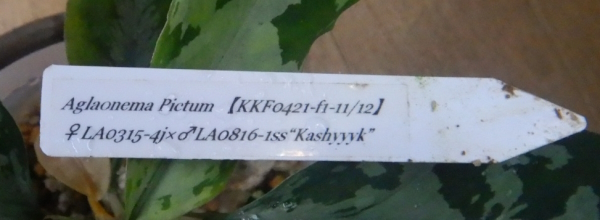 Aglaonema Pictum 【KKF0421-f1-11/12】
♀LA0315-4j×♂LA0816-1ss“Kashyyyk”